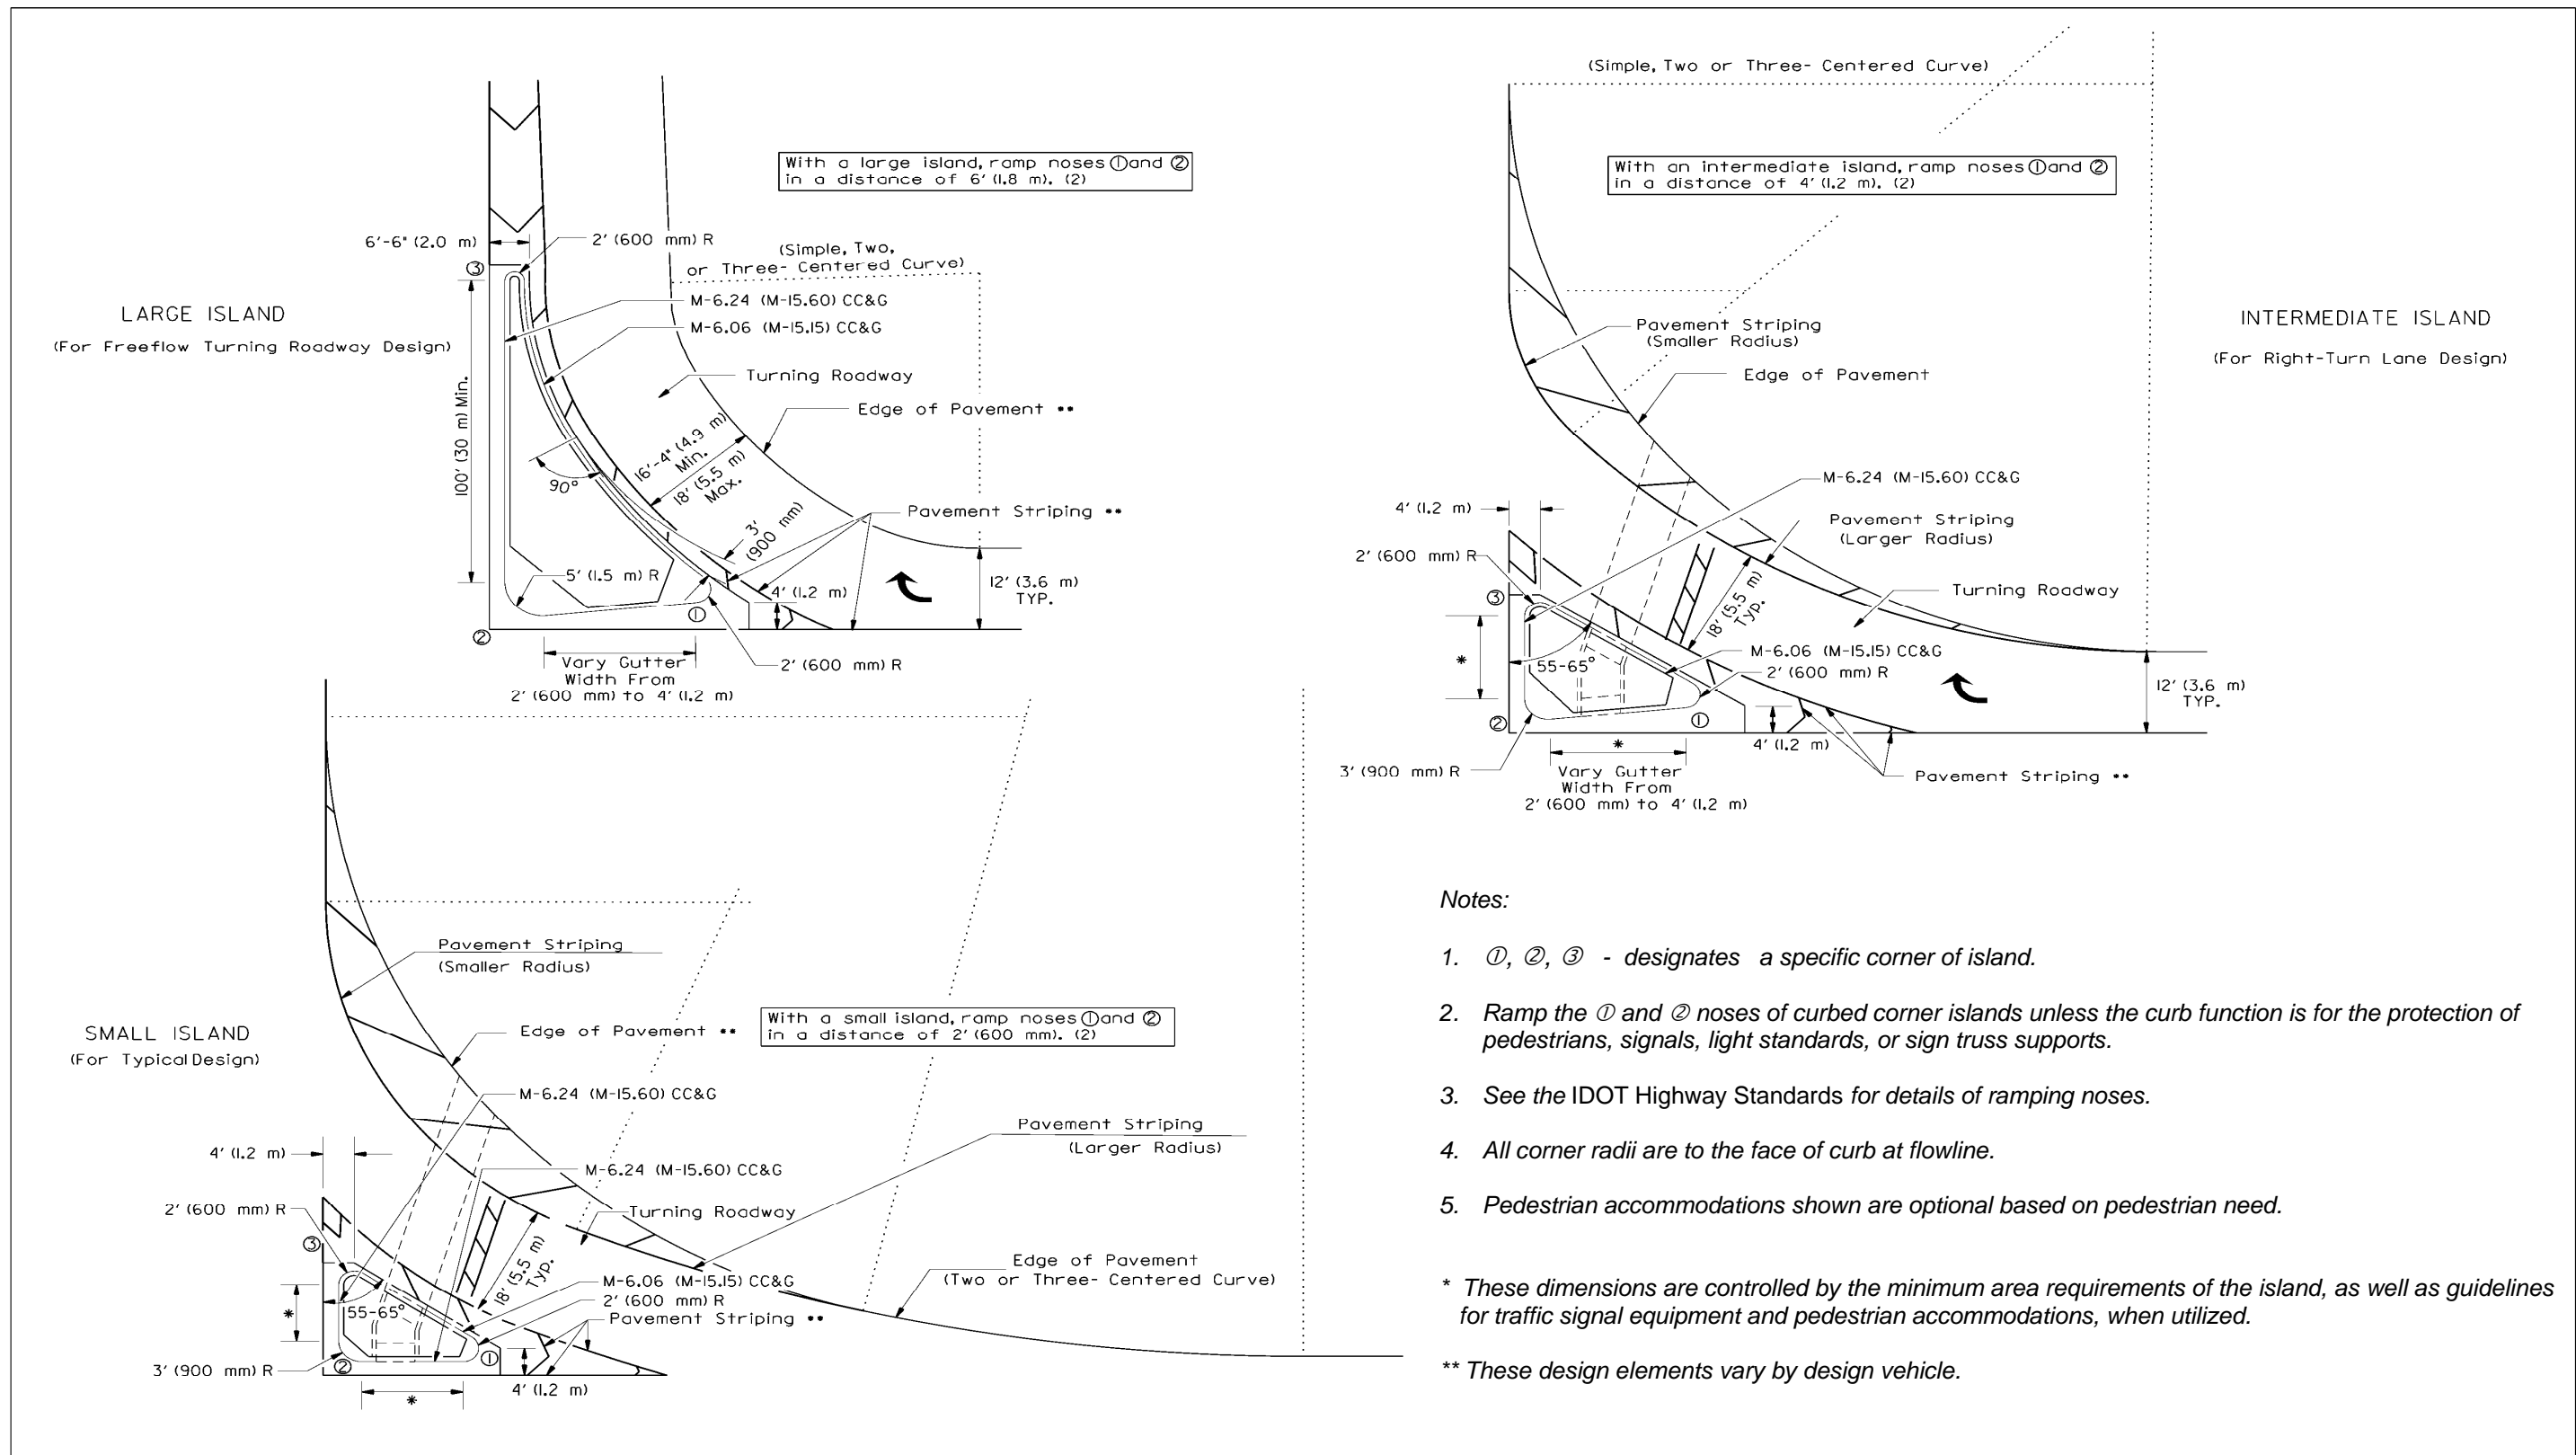 LARGE ISLAND
(For Freeflow Turning Roadway Design)
With a large island, ramp noses ① and ②
in a distance of 6' (1.8 m). (2)
6'-6" (2.0 m)
2' (600 mm) R
(Simple, Two,
or Three- Centered Curve)
③
M-6.24 (M-15.60) CC&G
M-6.06 (M-15.15) CC&G
Turning Roadway
Edge of Pavement **
100' (30 m) Min.
90°
16'-4" (4.9 m)
Min.
18' (5.5 m)
Max.
3'
(900 mm)
Pavement Striping **
5' (1.5 m) R
4' (1.2 m)
12' (3.6 m)
TYP.
①
②
2' (600 mm) R
Vary Gutter
Width From
2' (600 mm) to 4' (1.2 m)
(Simple, Two or Three- Centered Curve)
With an intermediate island, ramp noses ① and ②
in a distance of 4' (1.2 m). (2)
INTERMEDIATE ISLAND
(For Right-Turn Lane Design)
Pavement Striping
(Smaller Radius)
Edge of Pavement
M-6.24 (M-15.60) CC&G
4' (1.2 m)
Pavement Striping
(Larger Radius)
2' (600 mm) R
③
Turning Roadway
18' (5.5 m)
Typ.
M-6.06 (M-15.15) CC&G
2' (600 mm) R
55-65°
*
12' (3.6 m)
TYP.
②
①
*
4' (1.2 m)
3' (900 mm) R
Vary Gutter
Width From
2' (600 mm) to 4' (1.2 m)
Pavement Striping **
SMALL ISLAND
(For Typical Design)
Pavement Striping
(Smaller Radius)
With a small island, ramp noses ① and ②
in a distance of 2' (600 mm). (2)
Edge of Pavement **
M-6.24 (M-15.60) CC&G
Pavement Striping
(Larger Radius)
4' (1.2 m)
M-6.24 (M-15.60) CC&G
2' (600 mm) R
Turning Roadway
③
18' (5.5 m)
Typ.
Edge of Pavement
(Two or Three- Centered Curve)
M-6.06 (M-15.15) CC&G
2' (600 mm) R
Pavement Striping **
*
55-65°
3' (900 mm) R
②
①
4' (1.2 m)
*
Notes:
1. ①, ②, ③ - designates a specific corner of island.
2. Ramp the ① and ② noses of curbed corner islands unless the curb function is for the protection of
pedestrians, signals, light standards, or sign truss supports.
3. See the IDOT Highway Standards for details of ramping noses.
4. All corner radii are to the face of curb at flowline.
5. Pedestrian accommodations shown are optional based on pedestrian need.
* These dimensions are controlled by the minimum area requirements of the island, as well as guidelines
for traffic signal equipment and pedestrian accommodations, when utilized.
** These design elements vary by design vehicle.